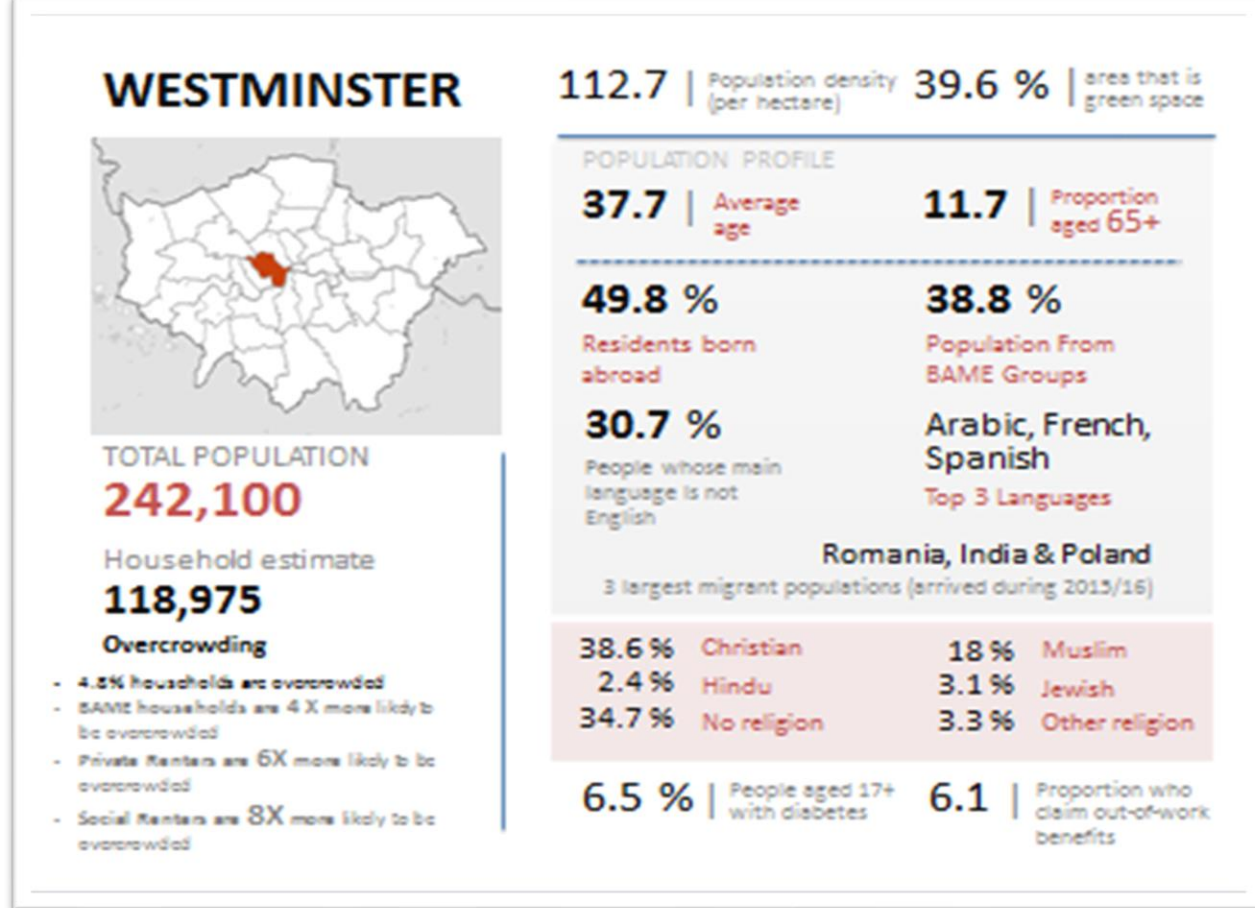 WESTMINSTER
TOTAL POPULATION
242,100
Household estimate
118,975
Overcrowding
- 4.8% households are overcrowded
- BAME households are 4 X more likely to
be overcrowded
- Private Renters are 6X more likely to be
overcrowded
- Social Renters are 8X more likely to be
overcrowded
112.7 | Population density
(per hectare)
39.6 % | area that is
green space
POPULATION PROFILE
37.7 | Average
age
11.7 | Proportion
aged 65+
49.8 %
Residents born
abroad
38.8 %
Population From
BAME Groups
30.7 %
People whose main
language is not
English
Arabic, French,
Spanish
Top 3 Languages
Romania, India & Poland
3 largest migrant populations (arrived during 2015/16)
38.6 % Christian
18 % Muslim
2.4 % Hindu
3.1 % Jewish
34.7 % No religion
3.3 % Other religion
6.5 % | People aged 17+
with diabetes
6.1 | Proportion who
claim out-of-work
benefits